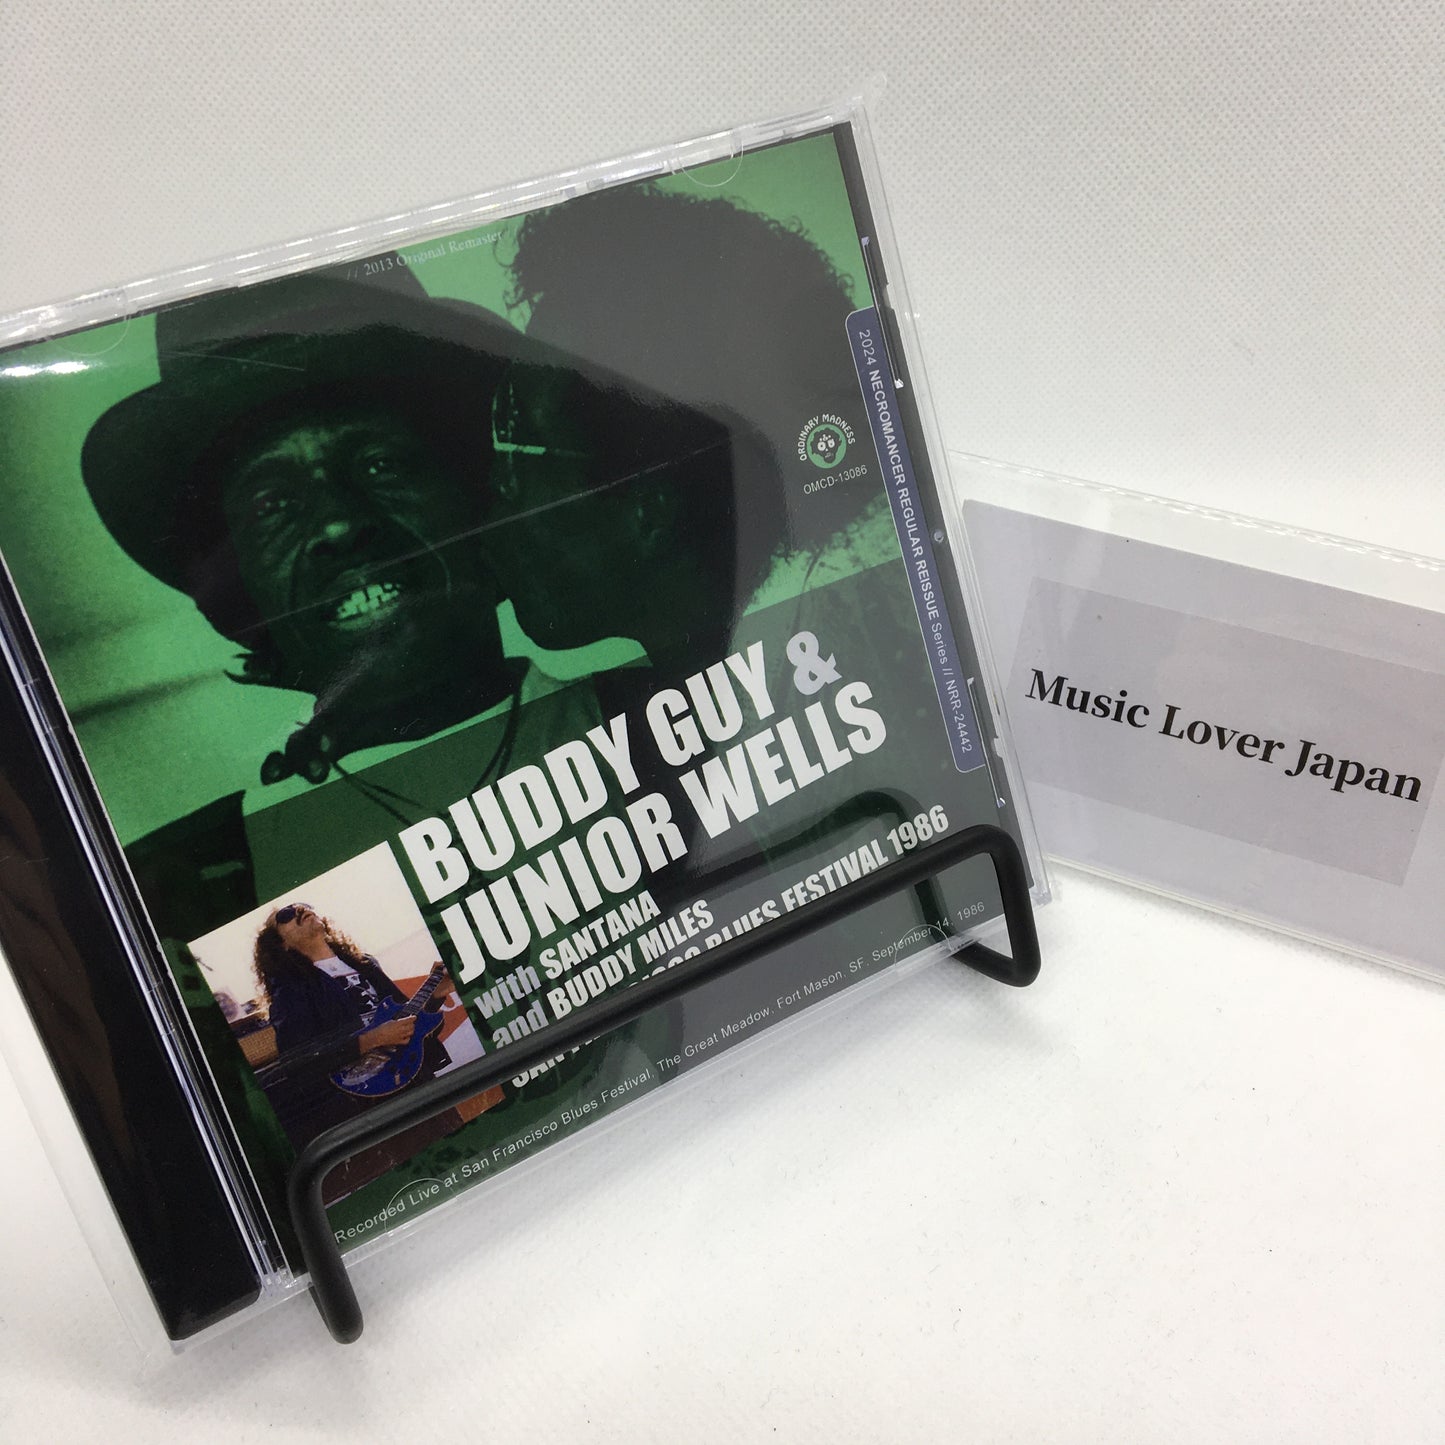 // 2013 Original Remaster
ORDINARY MADNESS
OMCD-13086
2024 NECROMANCER REGULAR REISSUE Series // NRR-24442
BUDDY GUY &
JUNIOR WELLS
with SANTANA
and BUDDY MILES
BLUES FESTIVAL 1986
Recorded Live at San Francisco Blues Festival, The Great Meadow, Fort Mason, SF, September 14, 1986
Music Lover Japan